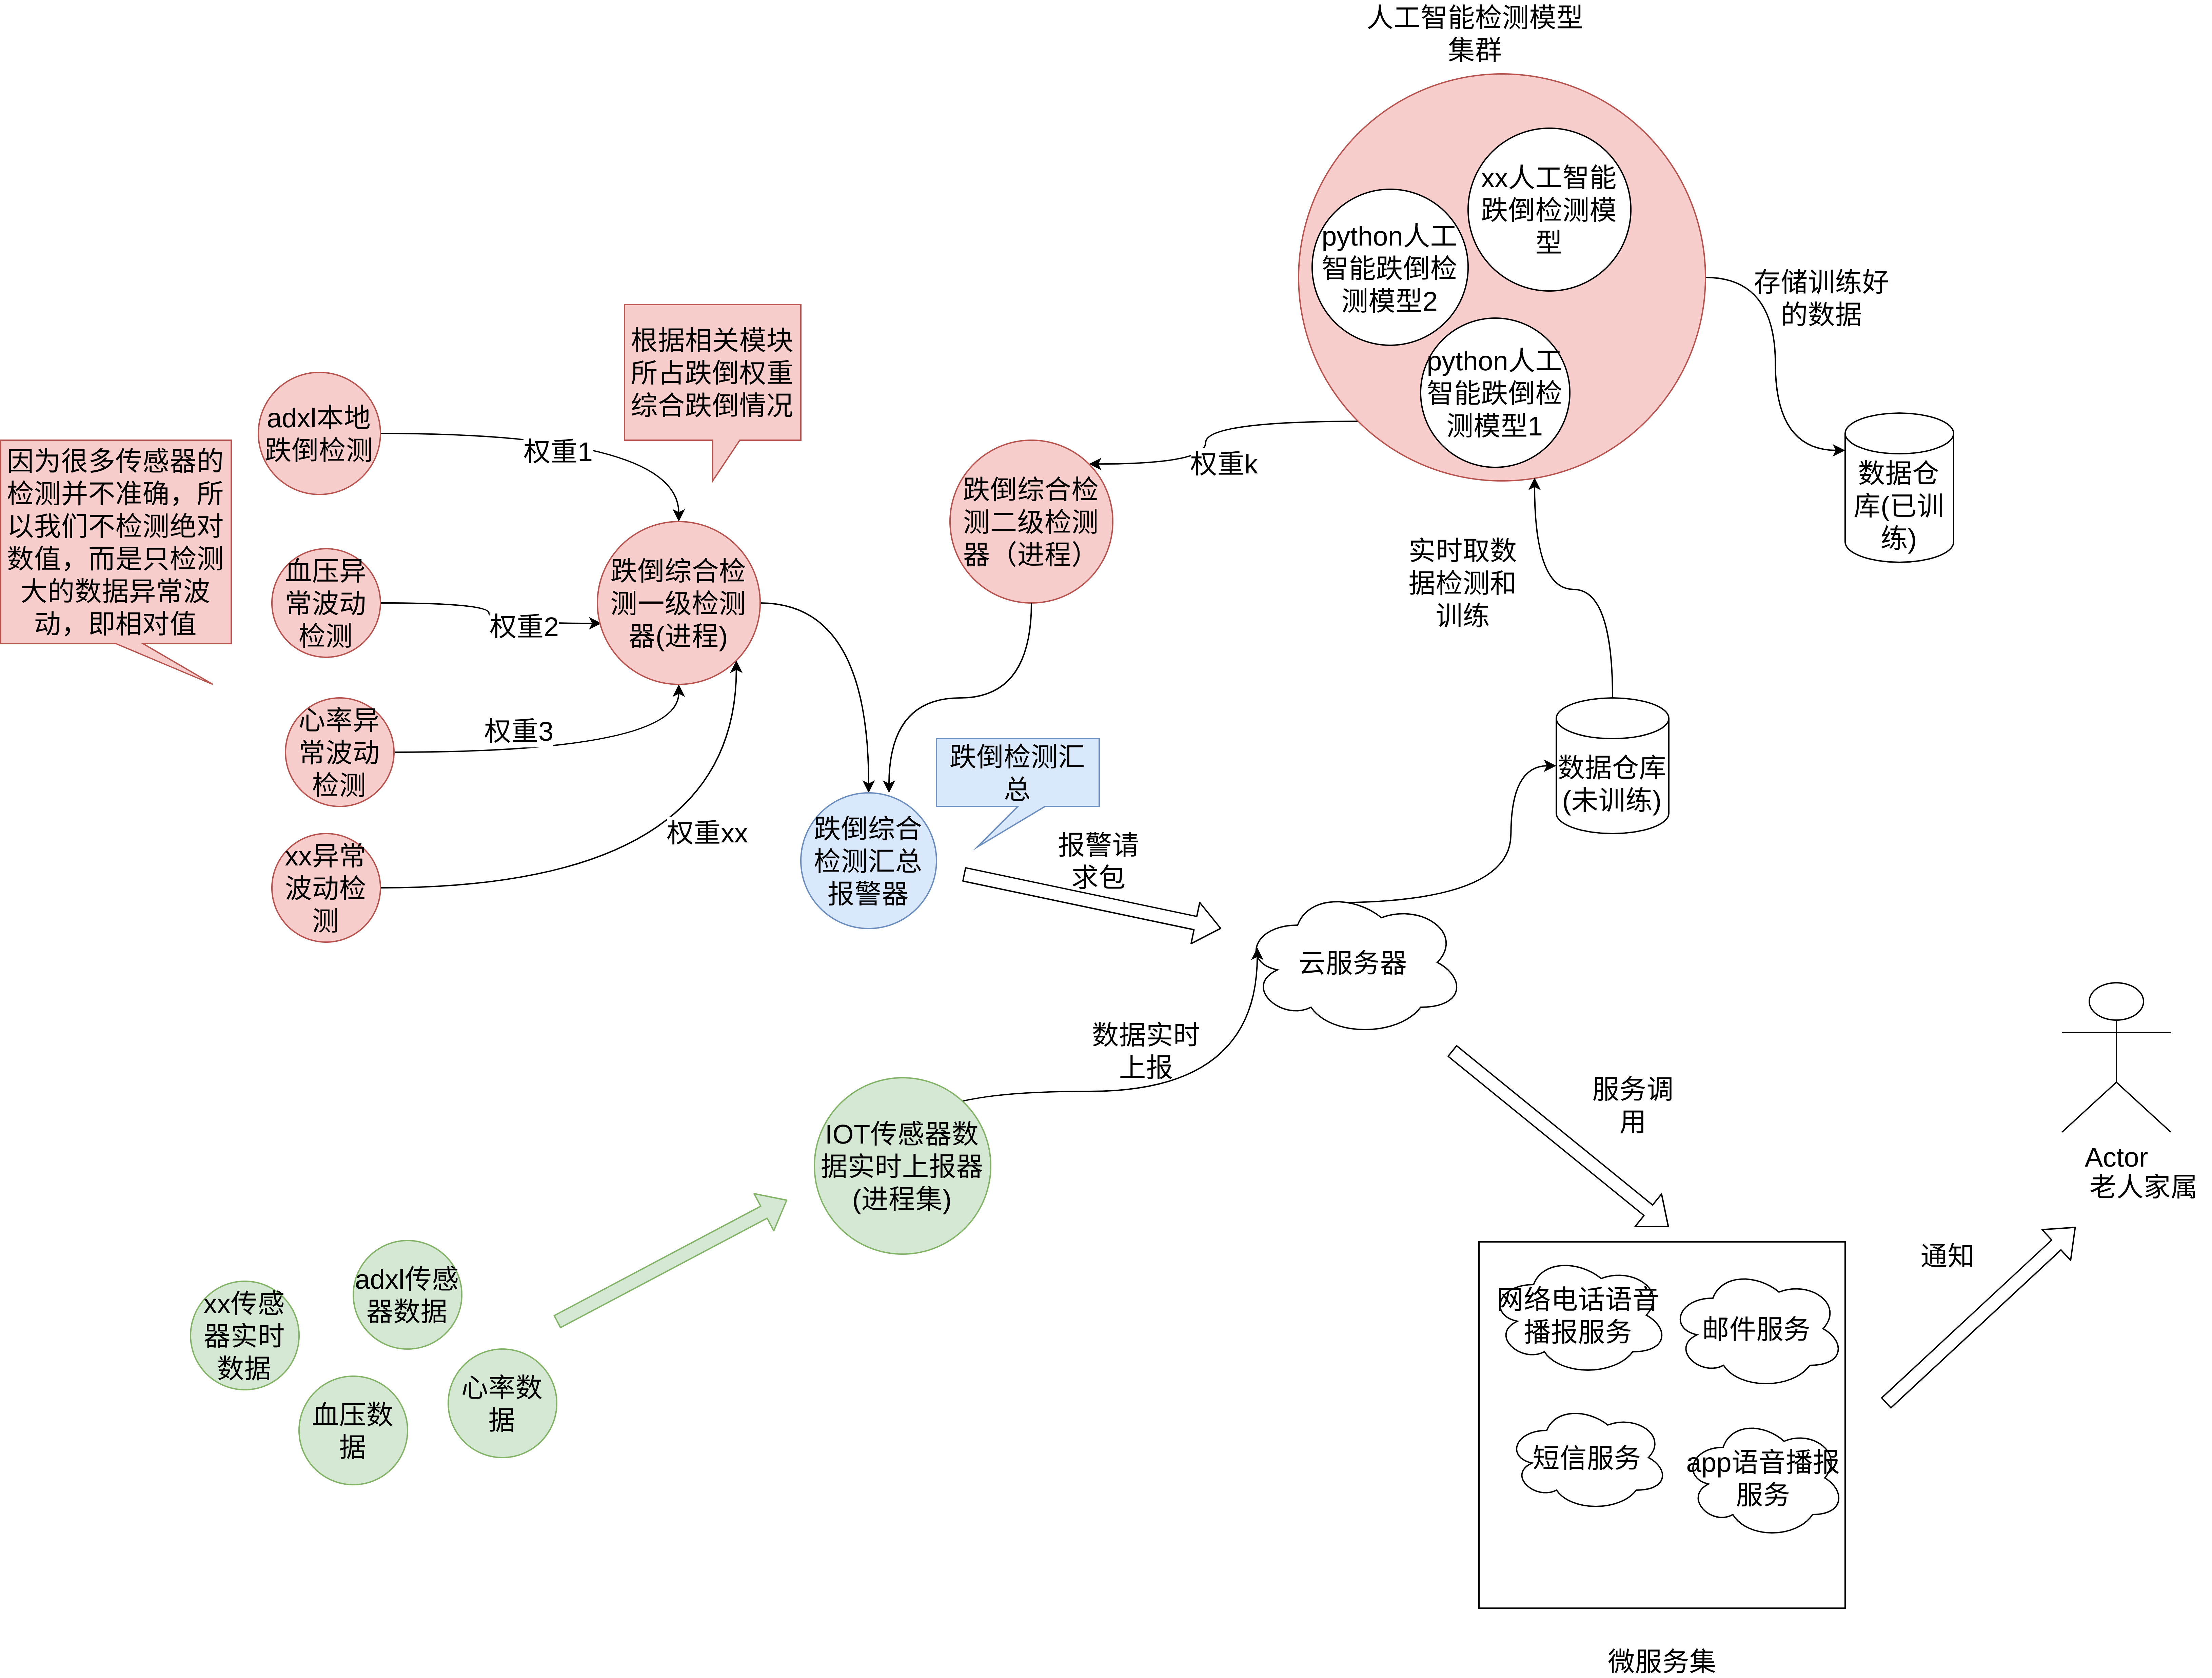 人工智能检测模型
集群
xx人工智能
跌倒检测模
型
python人工
智能跌倒检
测模型2
python人工
智能跌倒检
测模型1
存储训练好
的数据
数据仓
库(已训
练)
根据相关模块
所占跌倒权重
综合跌倒情况
adxl本地
跌倒检测
权重1
权重k
因为很多传感器的
检测并不准确，所
以我们不检测绝对
数值，而是只检测
大的数据异常波
动，即相对值
跌倒综合检
测二级检测
器（进程）
实时取数
据检测和
训练
血压异
常波动
检测
权重2
跌倒综合检
测一级检测
器(进程)
心率异
常波动
检测
权重3
跌倒检测汇
总
数据仓库
(未训练)
xx异常
波动检
测
权重xx
跌倒综合
检测汇总
报警器
报警请
求包
云服务器
数据实时
上报
服务调
用
IOT传感器数
据实时上报器
(进程集)
Actor
老人家属
adxl传感
器数据
xx传感
器实时
数据
心率数
据
血压数
据
通知
网络电话语音
播报服务
邮件服务
短信服务
app语音播报
服务
微服务集